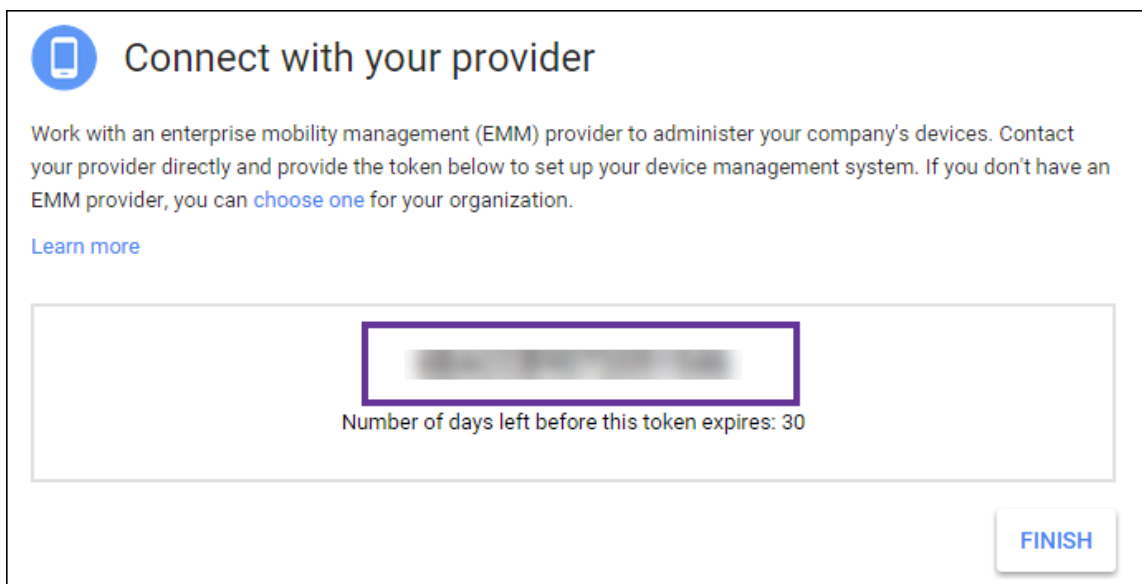 Connect with your provider
Work with an enterprise mobility management (EMM) provider to administer your company's devices. Contact
your provider directly and provide the token below to set up your device management system. If you don't have an
EMM provider, you can choose one for your organization.
Learn more
Number of days left before this token expires: 30
FINISH